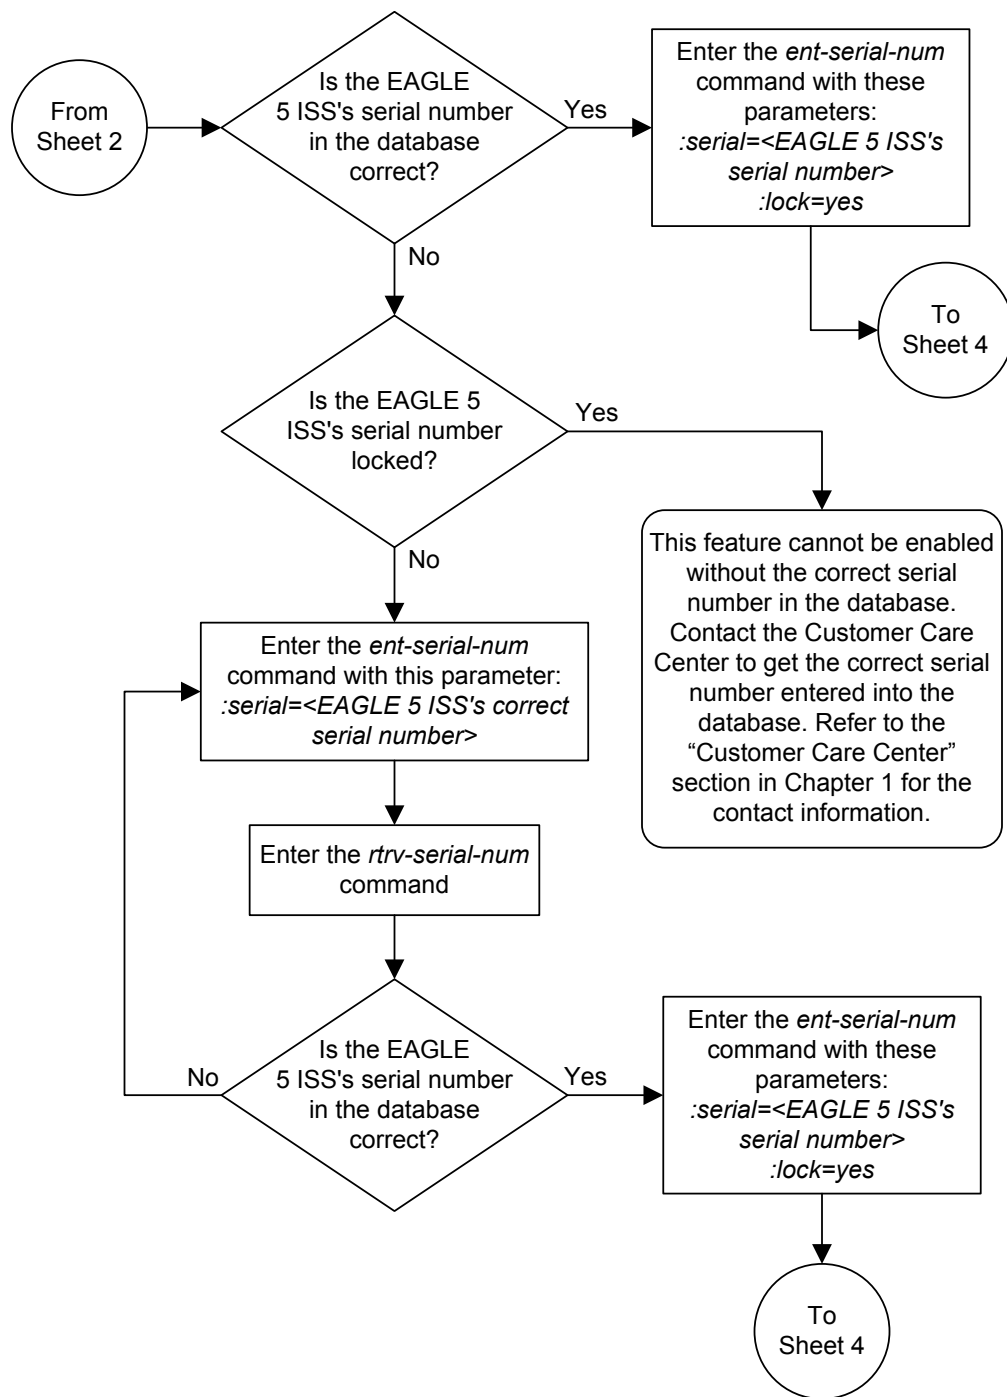 From
Sheet 2
Is the EAGLE
5 ISS's serial number
in the database
correct?
Yes
Enter the ent-serial-num
command with these
parameters:
:serial=<EAGLE 5 ISS's
serial number>
:lock=yes
No
To
Sheet 4
Is the EAGLE 5
ISS's serial number
locked?
Yes
No
This feature cannot be enabled
without the correct serial
number in the database.
Contact the Customer Care
Center to get the correct serial
number entered into the
database. Refer to the
“Customer Care Center”
section in Chapter 1 for the
contact information.
Enter the ent-serial-num
command with this parameter:
:serial=<EAGLE 5 ISS's correct
serial number>
Enter the rtrv-serial-num
command
Is the EAGLE
5 ISS's serial number
in the database
correct?
No
Yes
Enter the ent-serial-num
command with these
parameters:
:serial=<EAGLE 5 ISS's
serial number>
:lock=yes
To
Sheet 4